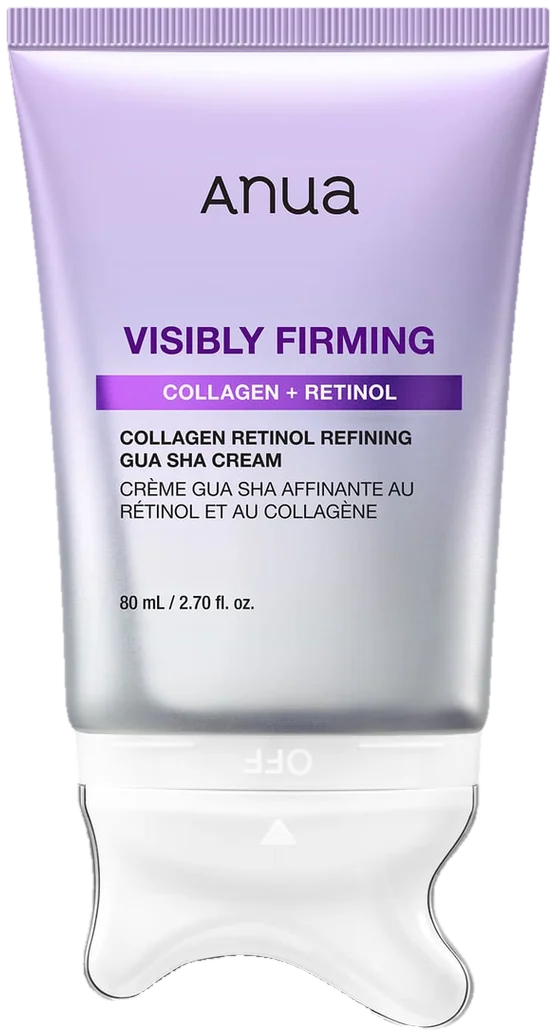 Anua
VISIBLY FIRMING
COLLAGEN + RETINOL
COLLAGEN RETINOL REFINING
GUA SHA CREAM
CRÈME GUA SHA AFFINANTE AU
RÉTINOL ET AU COLLAGÈNE
80 mL / 2.70 fl. oz.
OFF